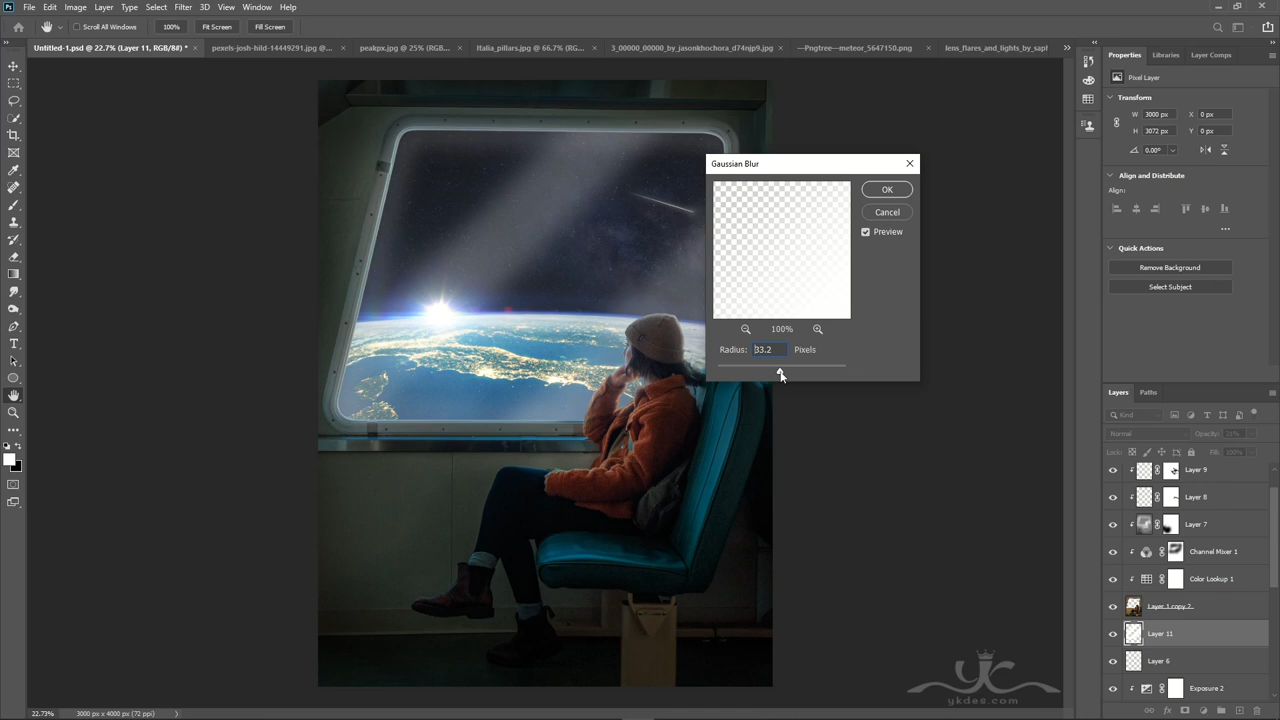 File Edit Image Layer Type Select Filter 3D View Window Help
Scroll All Windows 100% Fit Screen Fill Screen
Untitled-1.psd @ 22.7% (Layer 11, RGB/8#) * pexels-josh-hild-14449291.jpg @... peakpx.jpg @ 25% (RGB... Italia_pillars.jpg @ 66.7% (RG... 3_00000_00000_by_jasonkhochora_d74njp9.jpg —Pngtree—meteor_5647150.png lens_flares_and_lights_by_sapl
Properties Libraries Layer Comps
Pixel Layer
Transform
W 3000 px X 0 px
H 3072 px Y 0 px
0.00°
Align and Distribute
Align:
Quick Actions
Remove Background
Select Subject
Gaussian Blur
OK
Cancel
Preview
100%
Radius: 33.2 Pixels
Layers Paths
Kind
Normal Opacity: 21%
Lock: Fill: 100%
Layer 9
Layer 8
Layer 7
Channel Mixer 1
Color Lookup 1
Layer 1 copy 2
Layer 11
Layer 6
Exposure 2
yc
ykdes.com
22.73% 3000 px x 4000 px (72 ppi)